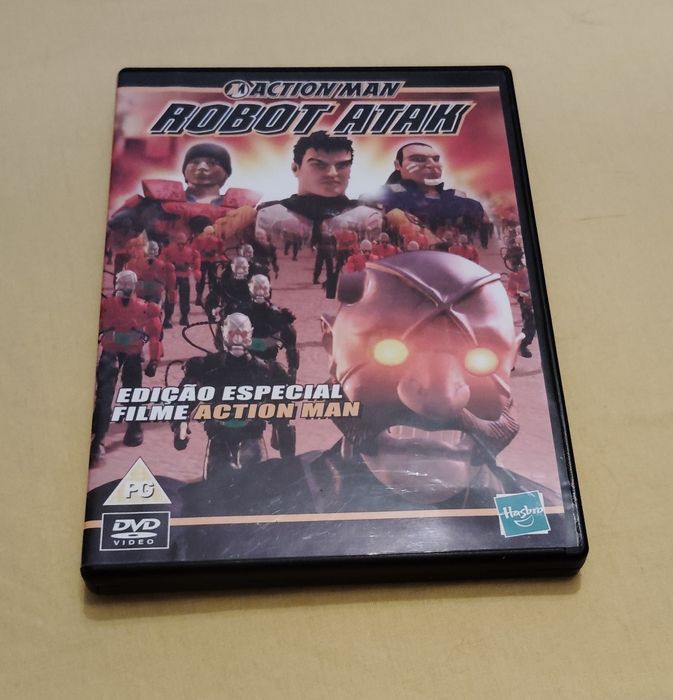 ACTION MAN
ROBOT ATAK
EDIÇÃO ESPECIAL
FILME ACTION MAN
PG
DVD
VIDEO
Hasbro